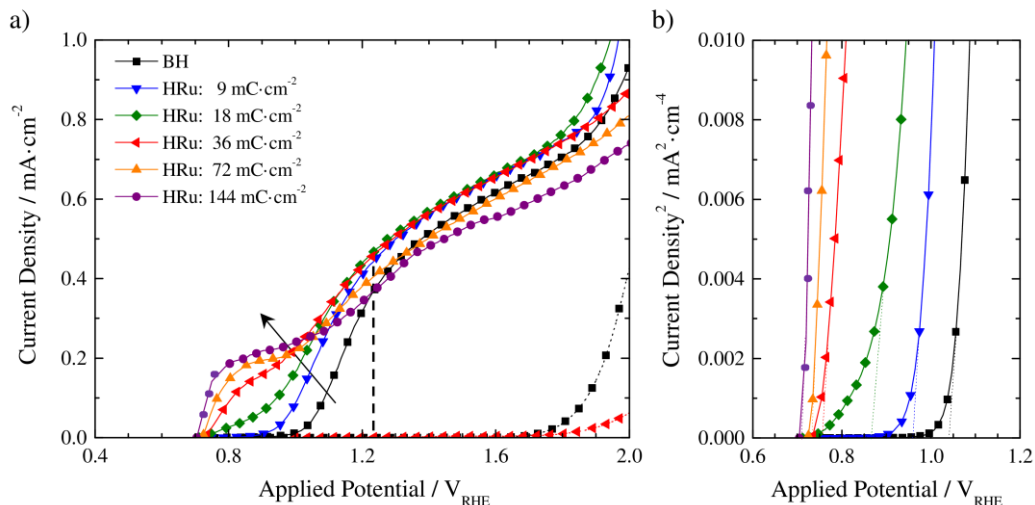 a)
Current Density / mA·cm⁻²
1.0
0.8
0.6
0.4
0.2
0.0
BH
HRu: 9 mC·cm⁻²
HRu: 18 mC·cm⁻²
HRu: 36 mC·cm⁻²
HRu: 72 mC·cm⁻²
HRu: 144 mC·cm⁻²
0.4 0.8 1.2 1.6 2.0
Applied Potential / V_RHE
b)
Current Density² / mA²·cm⁻⁴
0.010
0.008
0.006
0.004
0.002
0.000
0.6 0.8 1.0 1.2
Applied Potential / V_RHE